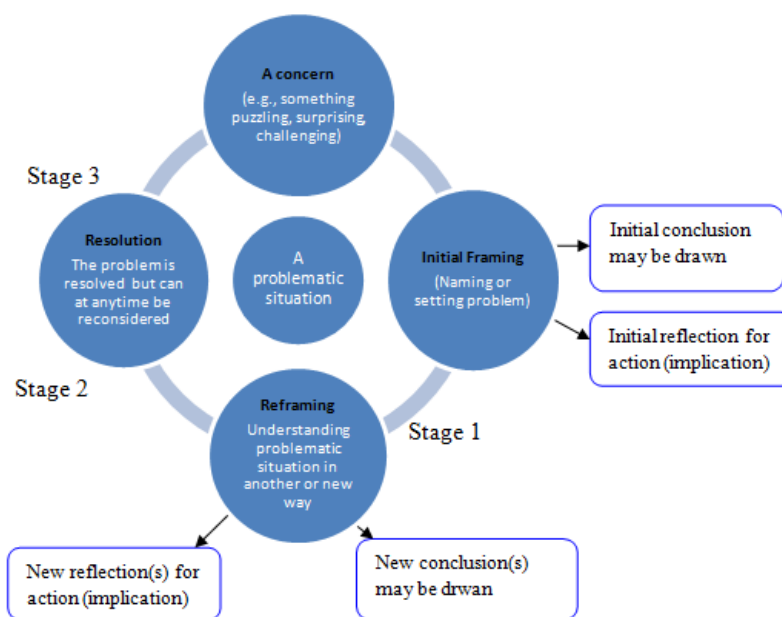 A concern
(e.g., something
puzzling, surprising,
challenging)
Stage 3
Resolution
The problem is
resolved but can
at anytime be
reconsidered
A
problematic
situation
Initial Framing
(Naming or
setting problem)
Initial conclusion
may be drawn
Initial reflection for
action (implication)
Stage 2
Reframing
Understanding
problematic
situation in
another or new
way
Stage 1
New reflection(s) for
action (implication)
New conclusion(s)
may be drwan